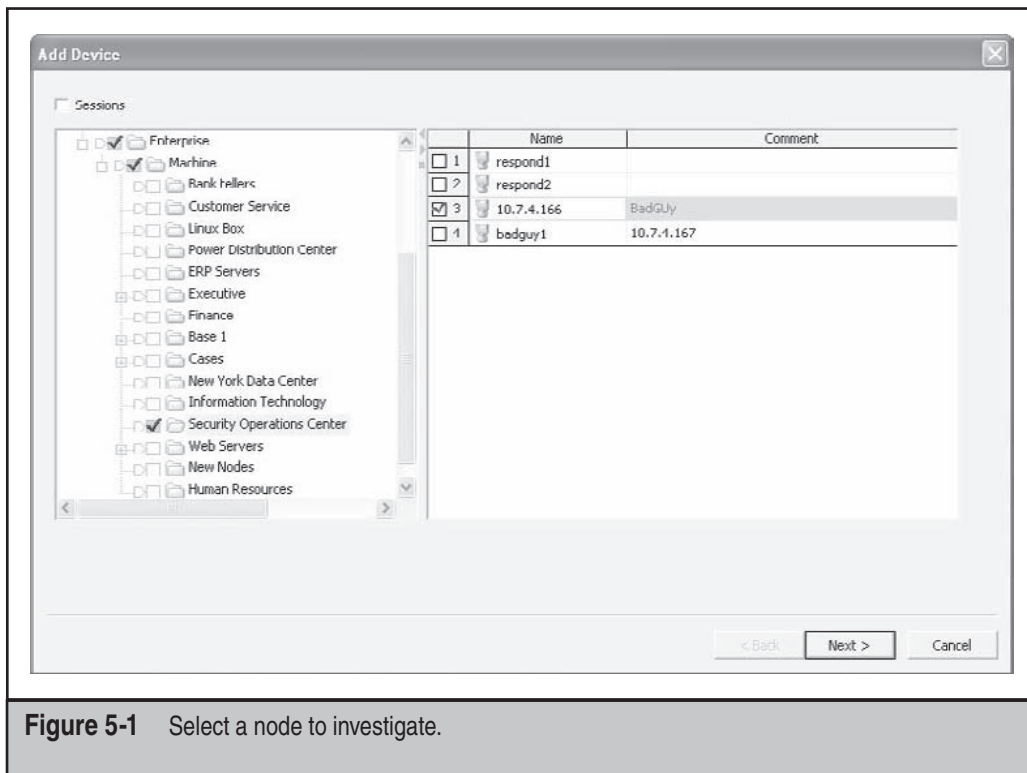 Add Device
Sessions
Enterprise
Machine
Bank tellers
Customer Service
Linux Box
Power Distribution Center
ERP Servers
Executive
Finance
Base 1
Cases
New York Data Center
Information Technology
Security Operations Center
Web Servers
New Nodes
Human Resources
Name Comment
1 respond1
2 respond2
3 10.7.4.166 BadGUy
4 badguy1 10.7.4.167
< Back Next > Cancel
Figure 5-1 Select a node to investigate.